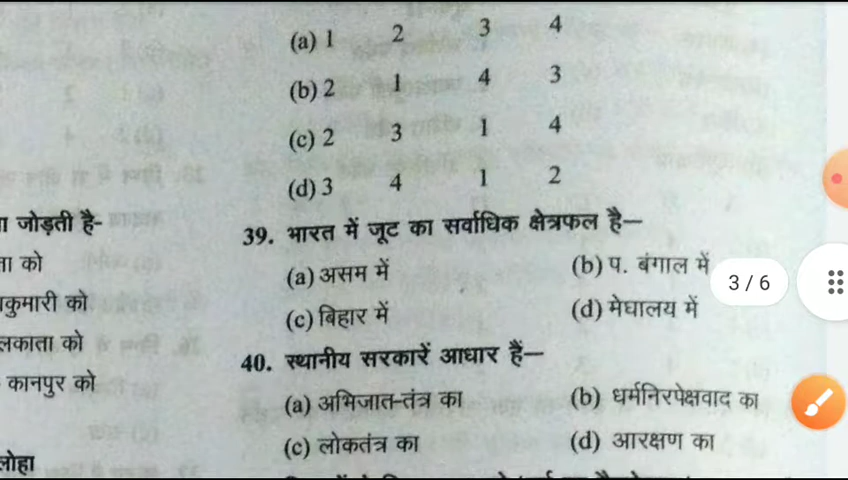 (a) 1 2 3 4
(b) 2 1 4 3
(c) 2 3 1 4
(d) 3 4 1 2
जोड़ती है-
को
को
को
कानपुर को
लोहा
39. भारत में जूट का सर्वाधिक क्षेत्रफल है—
(a) असम में (b) प. बंगाल में
(c) बिहार में (d) मेघालय में
40. स्थानीय सरकारें आधार हैं—
(a) अभिजात-तंत्र का (b) धर्मनिरपेक्षवाद का
(c) लोकतंत्र का (d) आरक्षण का
3 / 6